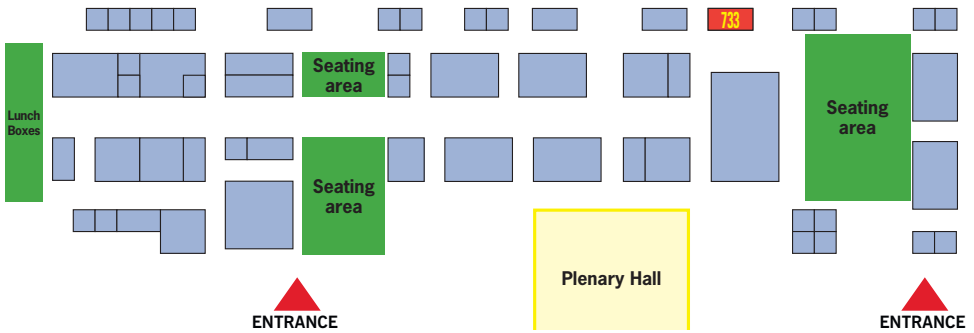 733
Seating
area
Lunch
Boxes
Seating
area
Seating
area
Plenary Hall
ENTRANCE
ENTRANCE